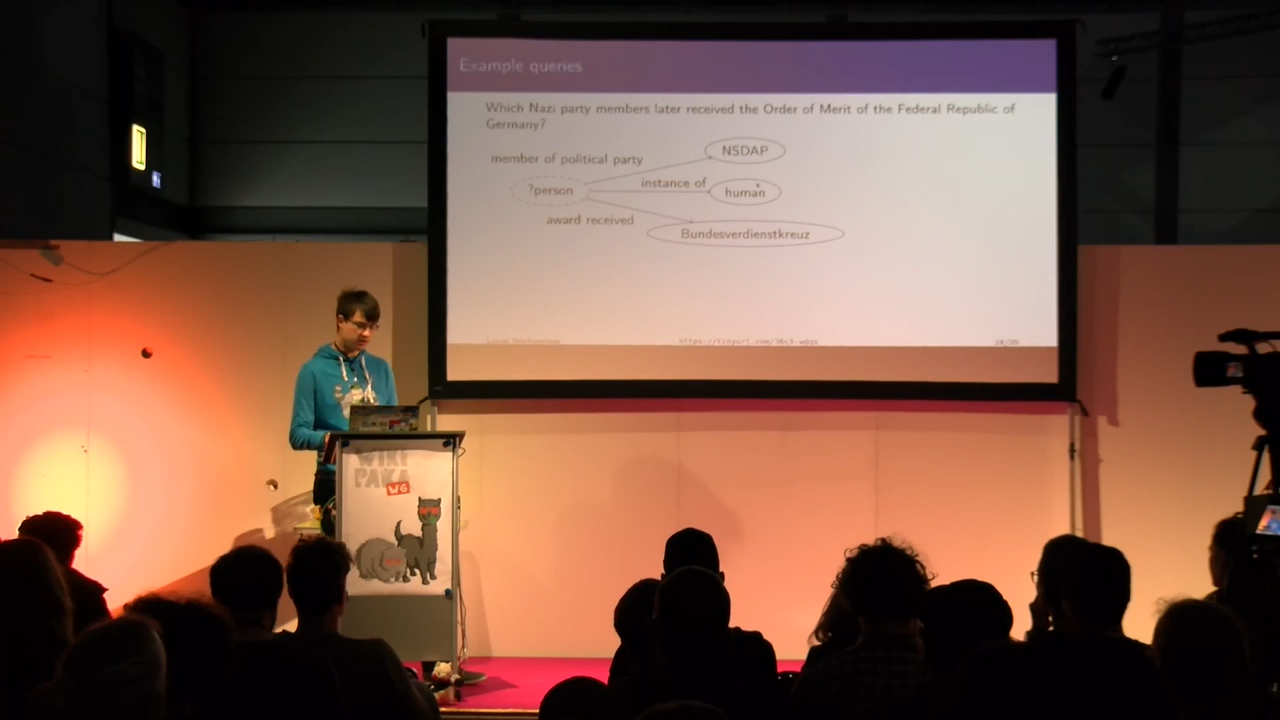 Example queries
Which Nazi party members later received the Order of Merit of the Federal Republic of
Germany?
NSDAP
member of political party
instance of
?person
human
award received
Bundesverdienstkreuz
WIKI
PAKA
WG